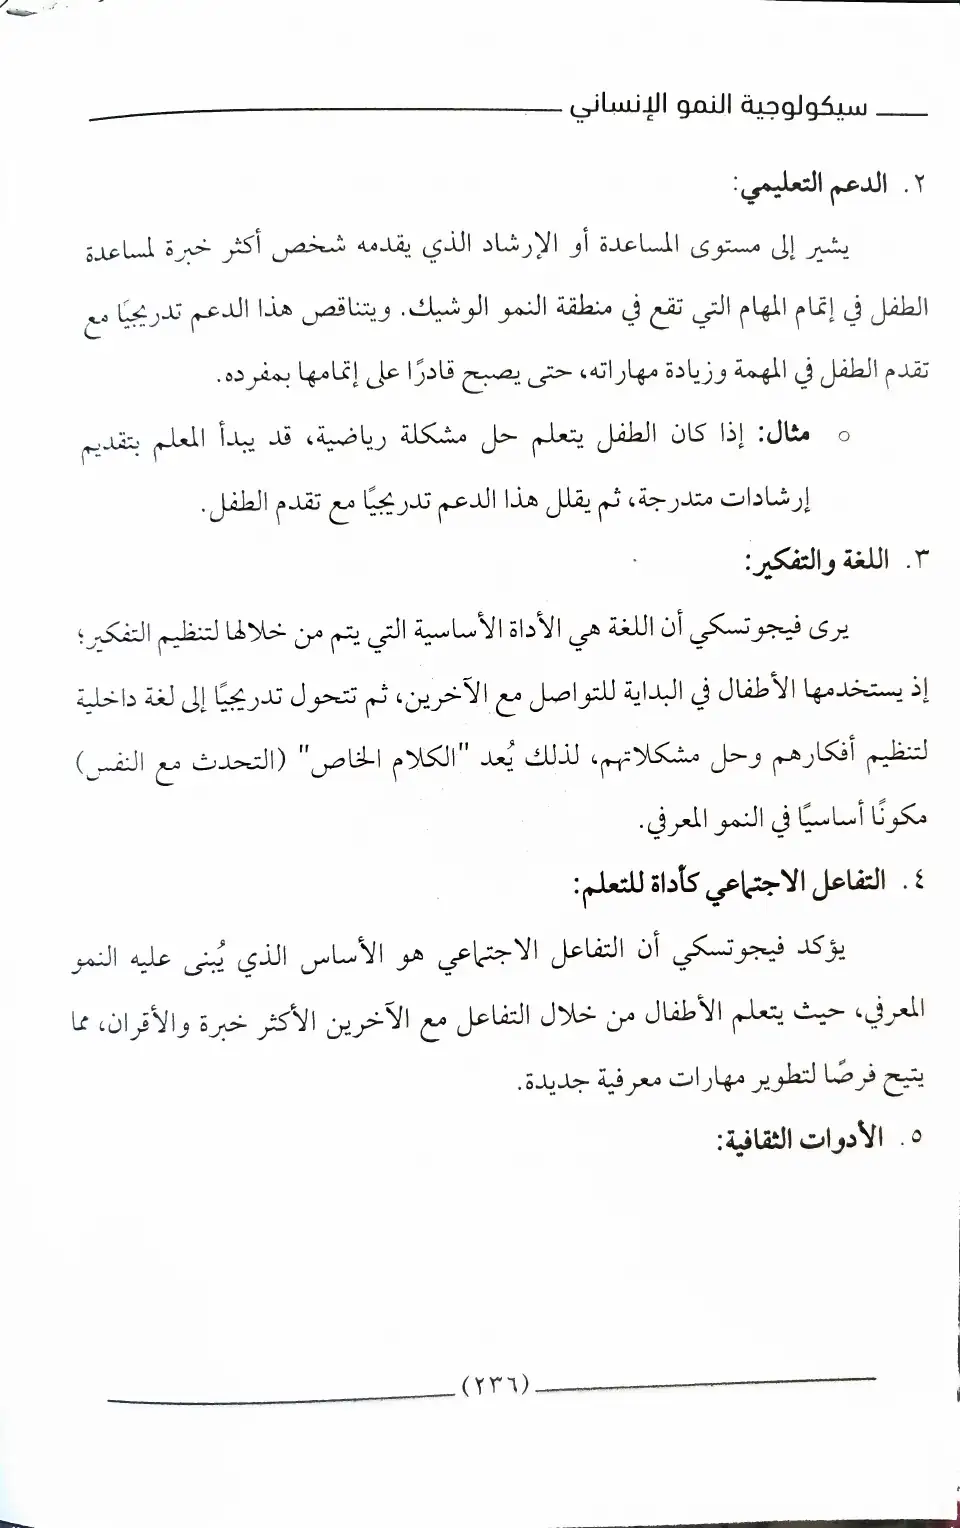 سيكولوجية النمو الإنساني
٢. الدعم التعليمي:
يشير إلى مستوى المساعدة أو الإرشاد الذي يقدمه شخص أكثر خبرة لمساعدة
الطفل في إتمام المهام التي تقع في منطقة النمو الوشيك. ويتناقص هذا الدعم تدريجيًا مع
تقدم الطفل في المهمة وزيادة مهاراته، حتى يصبح قادرًا على إتمامها بمفرده.
○ مثال: إذا كان الطفل يتعلم حل مشكلة رياضية، قد يبدأ المعلم بتقديم
إرشادات متدرجة، ثم يقلل هذا الدعم تدريجيًا مع تقدم الطفل.
٣. اللغة والتفكير:
يرى فيجوتسكي أن اللغة هي الأداة الأساسية التي يتم من خلالها لتنظيم التفكير؛
إذ يستخدمها الأطفال في البداية للتواصل مع الآخرين، ثم تتحول تدريجيًا إلى لغة داخلية
لتنظيم أفكارهم وحل مشكلاتهم، لذلك يُعد "الكلام الخاص" (التحدث مع النفس)
مكونًا أساسيًا في النمو المعرفي.
٤. التفاعل الاجتماعي كأداة للتعلم:
يؤكد فيجوتسكي أن التفاعل الاجتماعي هو الأساس الذي يُبنى عليه النمو
المعرفي، حيث يتعلم الأطفال من خلال التفاعل مع الآخرين الأكثر خبرة والأقران، مما
يتيح فرصًا لتطوير مهارات معرفية جديدة.
٥. الأدوات الثقافية:
(٢٣٦)